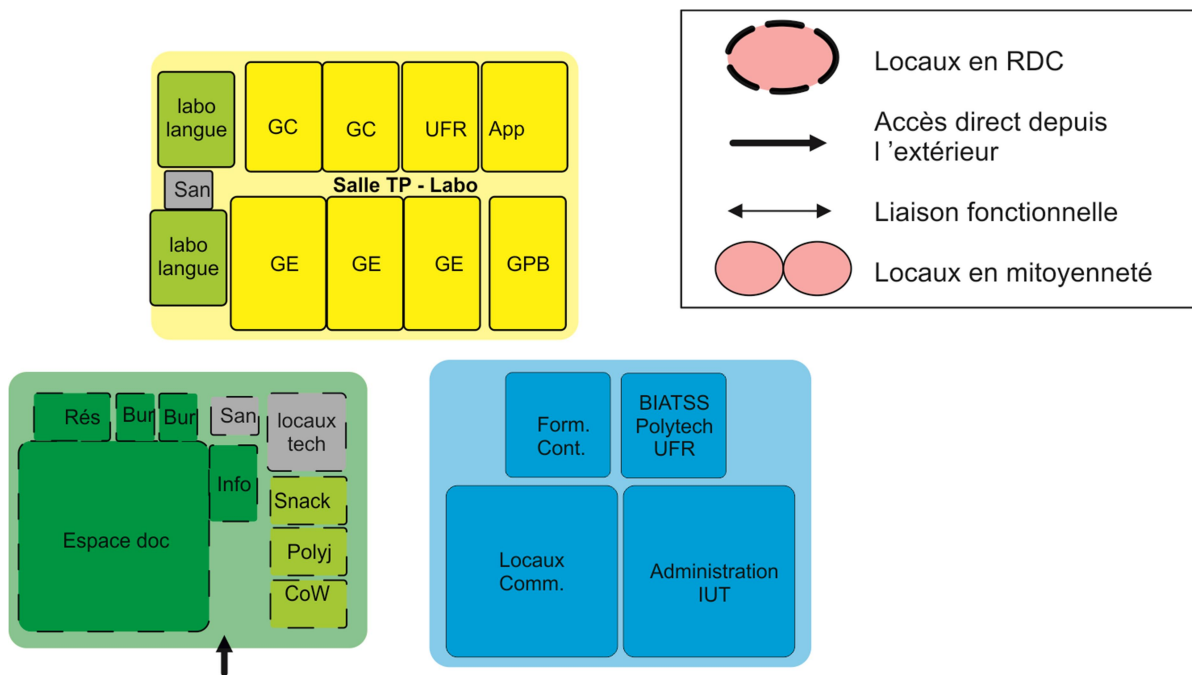 labo
langue
GC
GC
UFR
App
San
Salle TP - Labo
labo
langue
GE
GE
GE
GPB
Locaux en RDC
Accès direct depuis
l ’extérieur
Liaison fonctionnelle
Locaux en mitoyenneté
Rés
Bur
Bur
San
locaux
tech
Info
Snack
Espace doc
Polyj
CoW
Form.
Cont.
BIATSS
Polytech
UFR
Locaux
Comm.
Administration
IUT